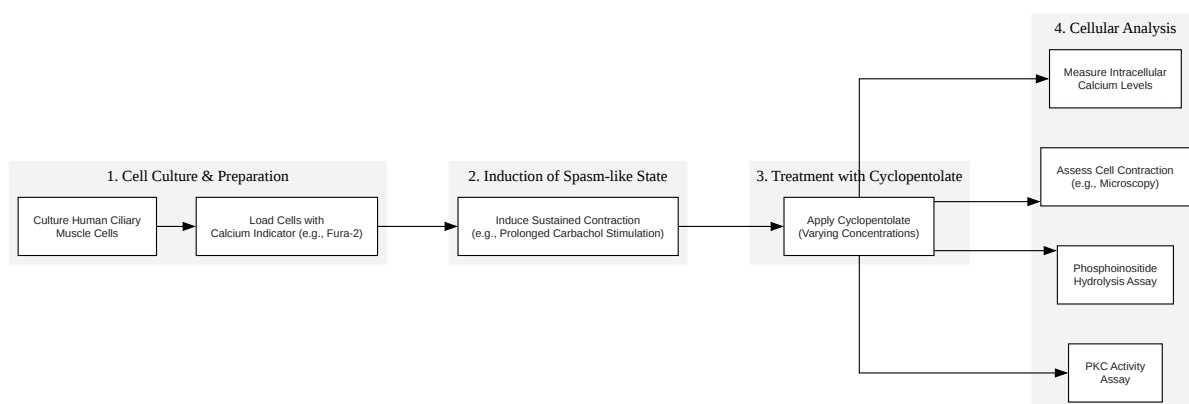 1. Cell Culture & Preparation
Culture Human Ciliary
Muscle Cells
Load Cells with
Calcium Indicator (e.g., Fura-2)
2. Induction of Spasm-like State
Induce Sustained Contraction
(e.g., Prolonged Carbachol Stimulation)
3. Treatment with Cyclopentolate
Apply Cyclopentolate
(Varying Concentrations)
4. Cellular Analysis
Measure Intracellular
Calcium Levels
Assess Cell Contraction
(e.g., Microscopy)
Phosphoinositide
Hydrolysis Assay
PKC Activity
Assay